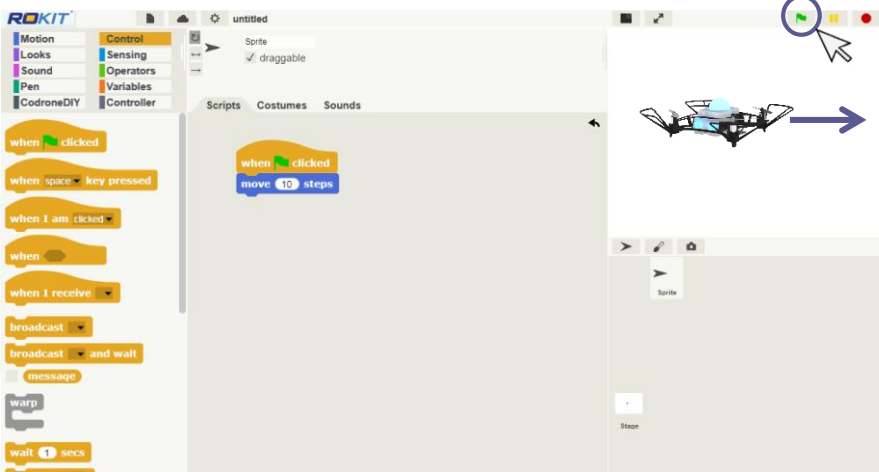 ROKIT
untitled
Motion
Control
Looks
Sensing
Sound
Operators
Pen
Variables
CodroneDIY
Controller
Sprite
draggable
Scripts
Costumes
Sounds
when clicked
when space key pressed
when I am clicked
when
when I receive
broadcast
broadcast and wait
message
warp
wait 1 secs
when clicked
move 10 steps
Sprite
Stage